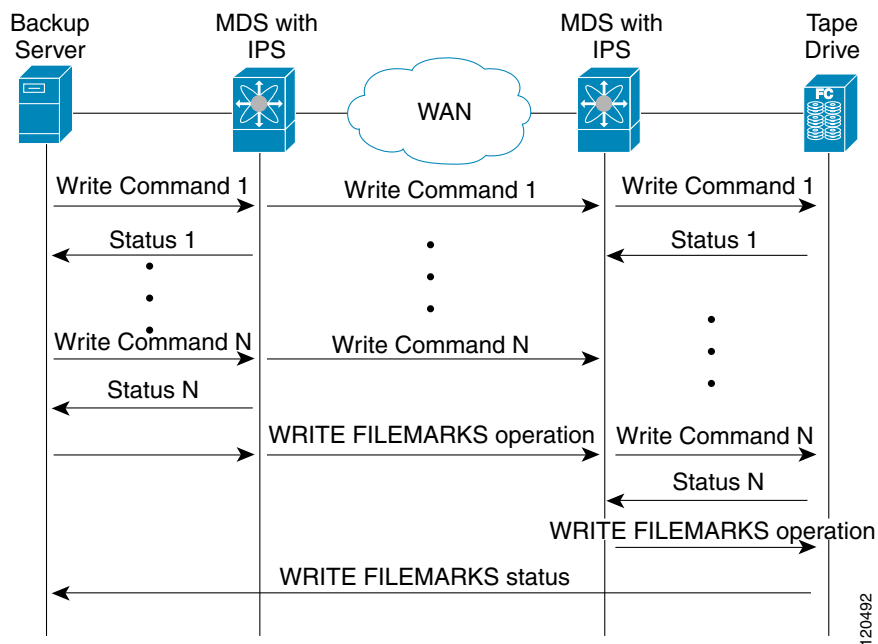 Backup
Server
MDS with
IPS
MDS with
IPS
Tape
Drive
FC
WAN
Write Command 1
Write Command 1
Write Command 1
Status 1
Status 1
Write Command N
Write Command N
Status N
WRITE FILEMARKS operation
Write Command N
Status N
WRITE FILEMARKS operation
WRITE FILEMARKS status
120492